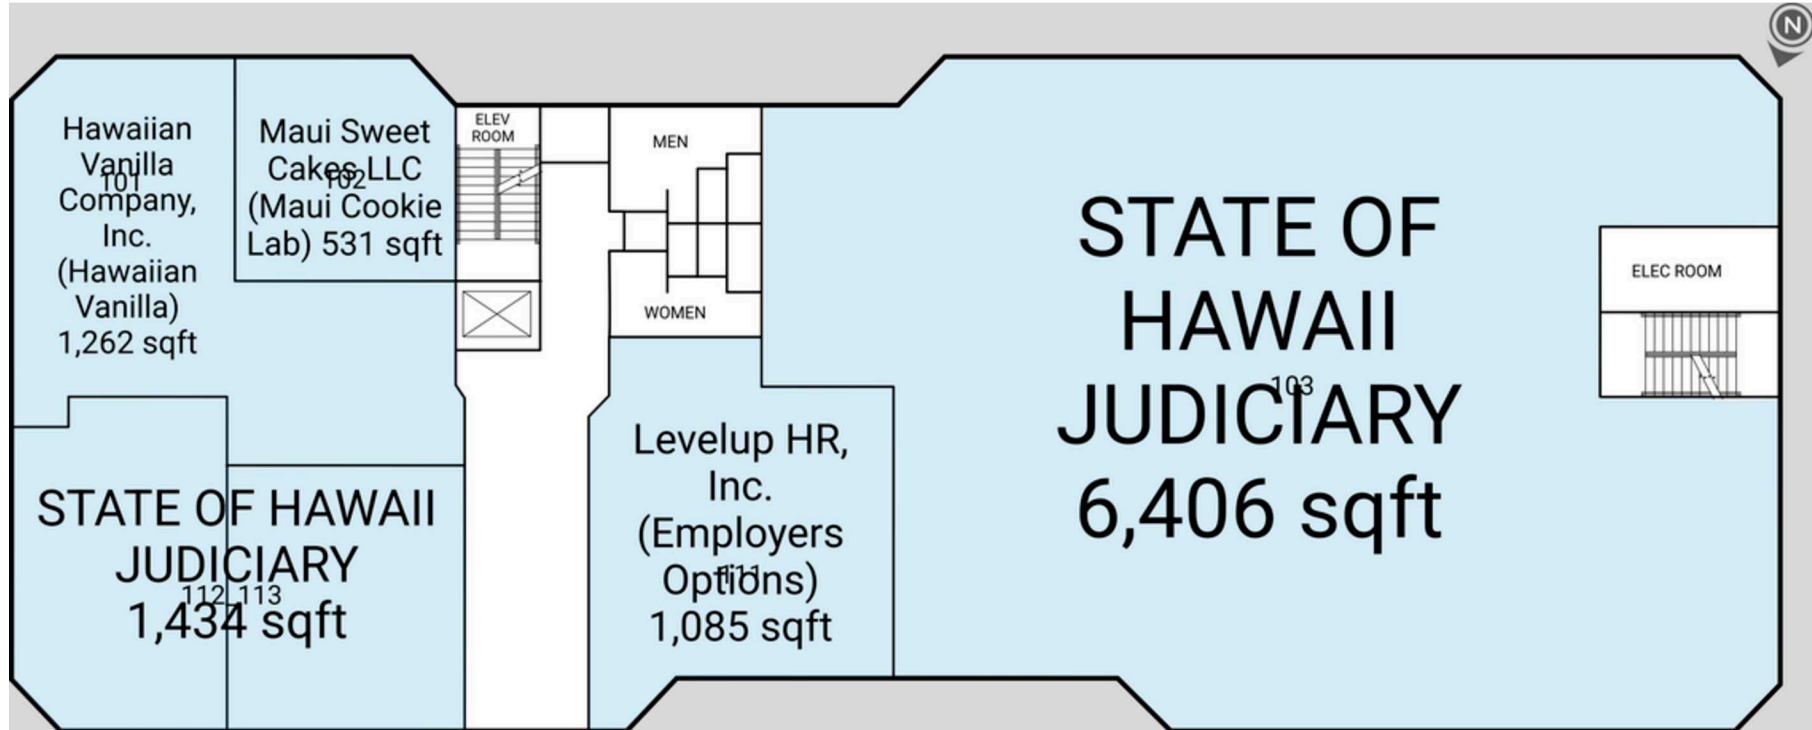 N
Hawaiian
Vanilla
Company,
Inc.
(Hawaiian
Vanilla)
1,262 sqft
101
Maui Sweet
Cakes LLC
(Maui Cookie
Lab) 531 sqft
102
ELEV
ROOM
MEN
WOMEN
STATE OF
HAWAII
JUDICIARY
6,406 sqft
103
ELEC ROOM
STATE OF HAWAII
JUDICIARY
1,434 sqft
112_113
Levelup HR,
Inc.
(Employers
Options)
1,085 sqft
111